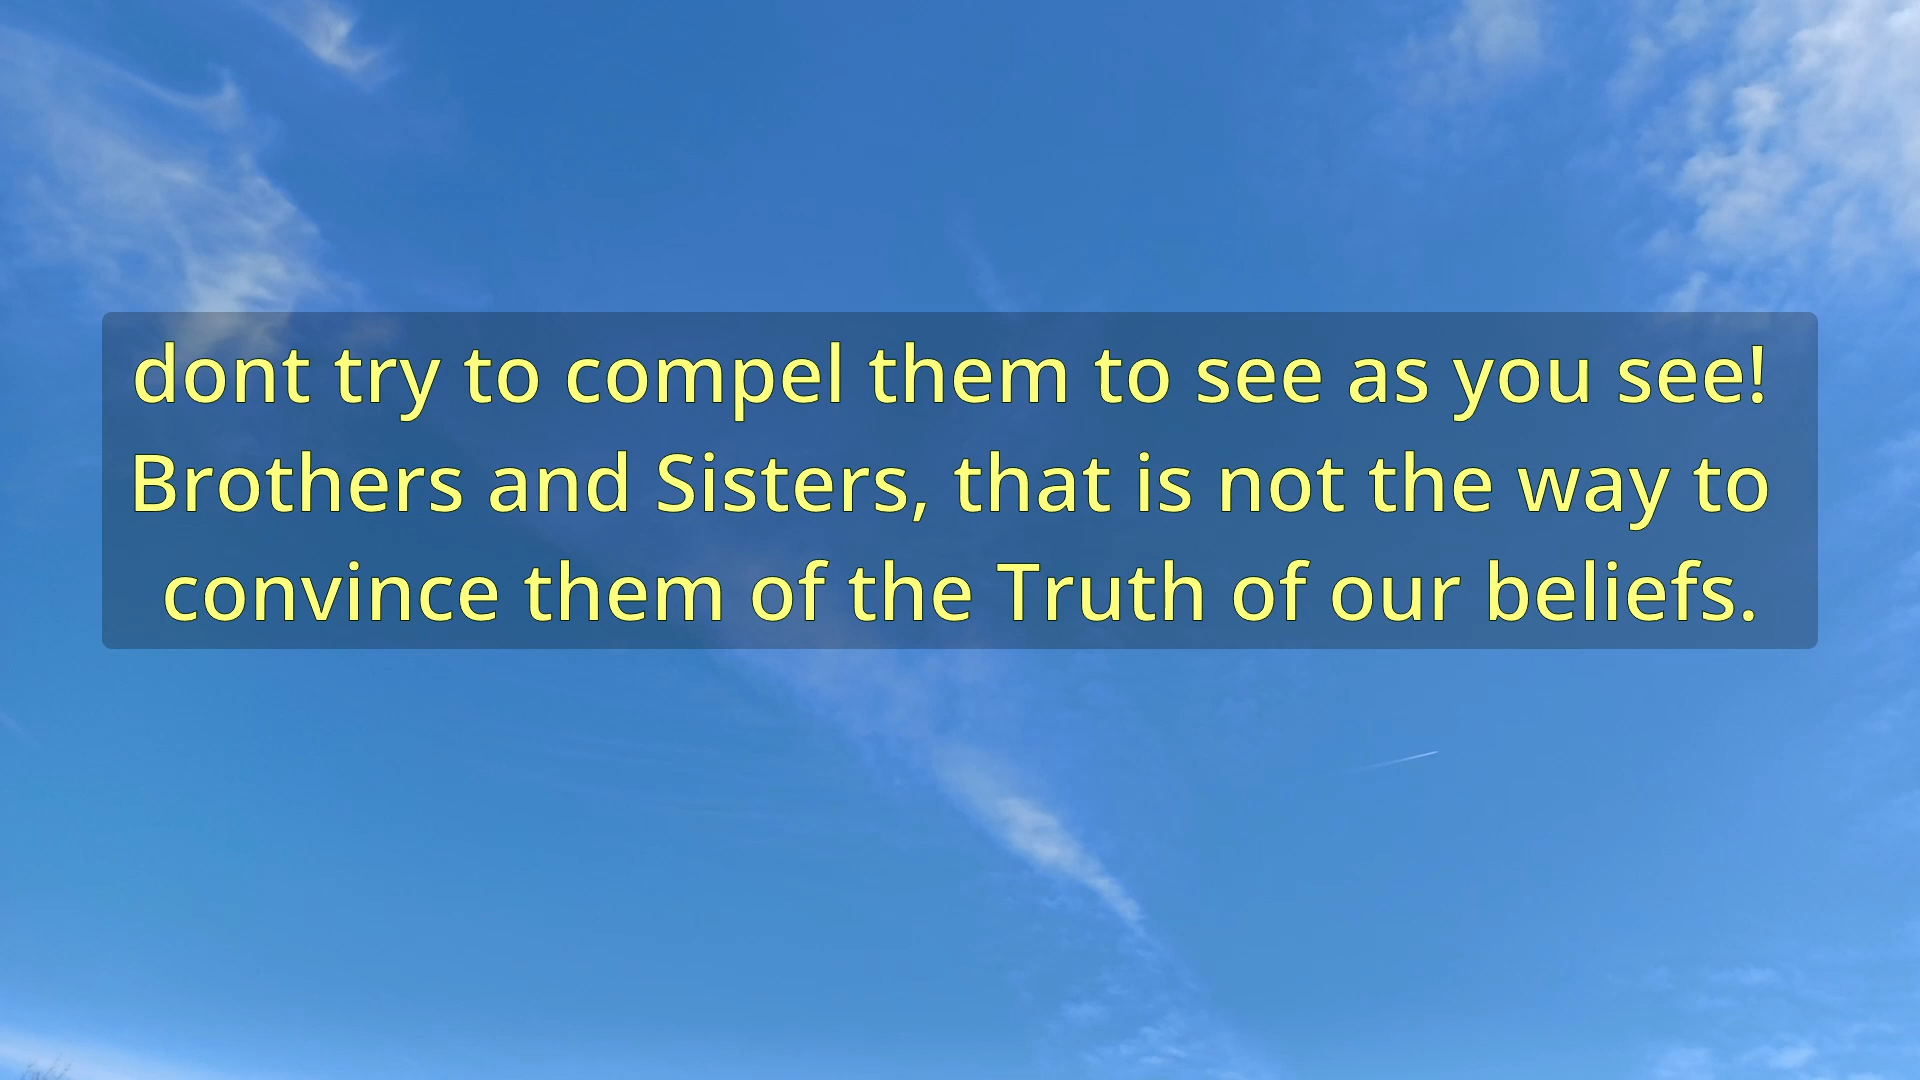 dont try to compel them to see as you see!
Brothers and Sisters, that is not the way to
convince them of the Truth of our beliefs.